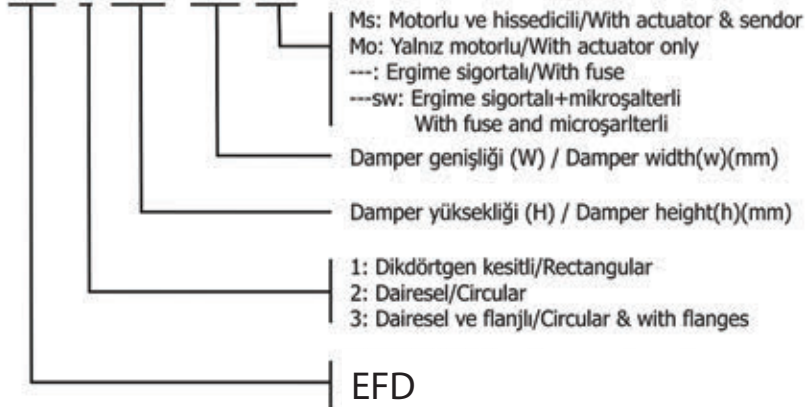 Ms: Motorlu ve hissedicili/With actuator & sendor
Mo: Yalnız motorlu/With actuator only
---: Ergime sigortalı/With fuse
---sw: Ergime sigortalı+mikroşalterli
With fuse and microşarlterli
Damper genişliği (W) / Damper width(w)(mm)
Damper yüksekliği (H) / Damper height(h)(mm)
1: Dikdörtgen kesitli/Rectangular
2: Dairesel/Circular
3: Dairesel ve flanjlı/Circular & with flanges
EFD